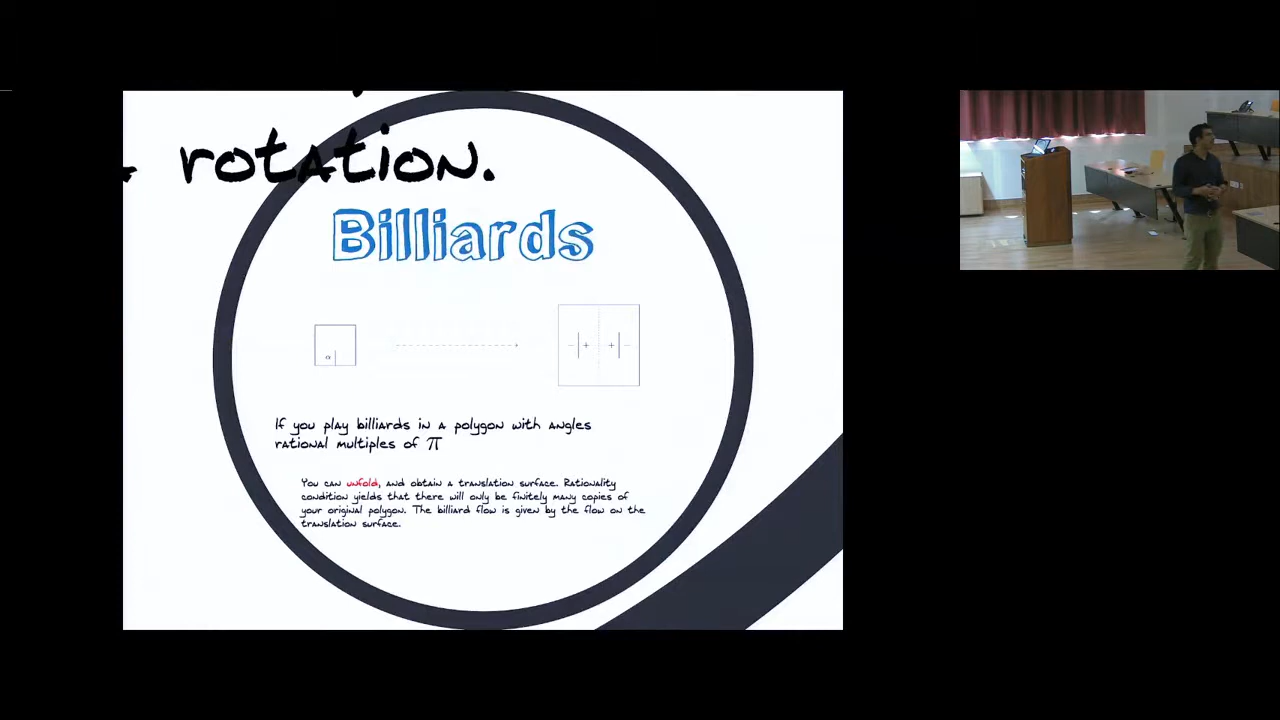 rotation.
Billiards
α
- + + -
If you play billiards in a polygon with angles
rational multiples of π
You can unfold, and obtain a translation surface. Rationality
condition yields that there will only be finitely many copies of
your original polygon. The billiard flow is given by the flow on the
translation surface.